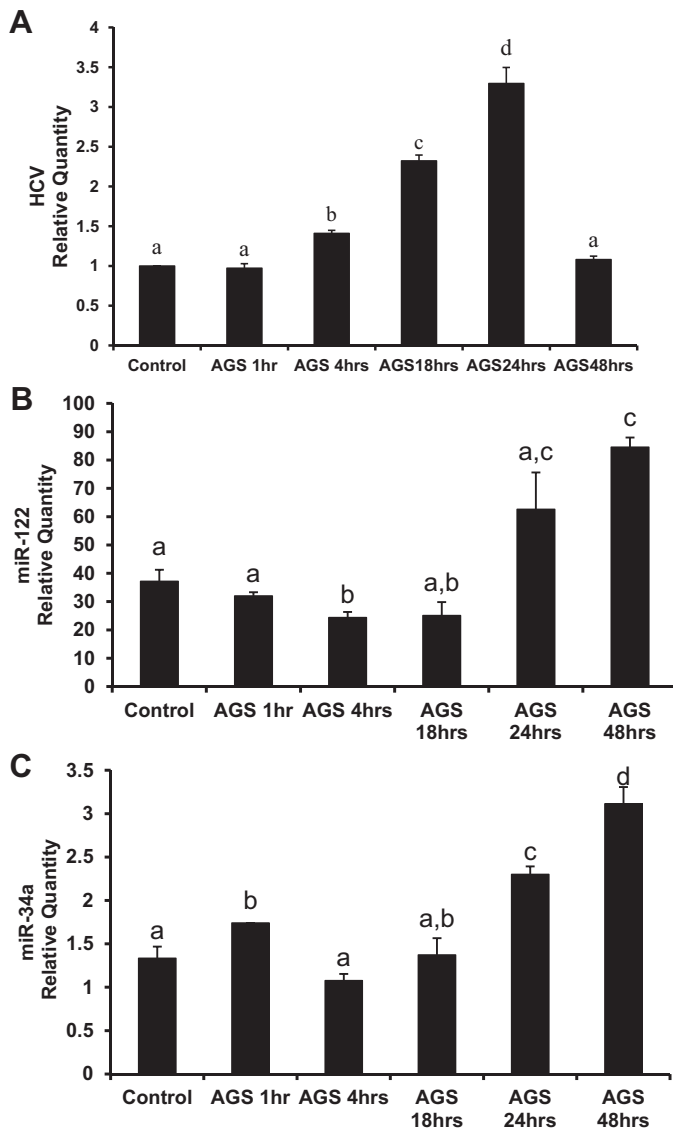 A
HCV
Relative Quantity
4
3.5
3
2.5
2
1.5
1
0.5
0
a
a
b
c
d
a
Control AGS 1hr AGS 4hrs AGS18hrs AGS24hrs AGS48hrs
B
miR-122
Relative Quantity
100
90
80
70
60
50
40
30
20
10
0
a
a
b
a,b
a,c
c
Control AGS 1hr AGS 4hrs AGS AGS AGS
18hrs 24hrs 48hrs
C
miR-34a
Relative Quantity
3.5
3
2.5
2
1.5
1
0.5
0
a
b
a
a,b
c
d
Control AGS 1hr AGS 4hrs AGS AGS AGS
18hrs 24hrs 48hrs